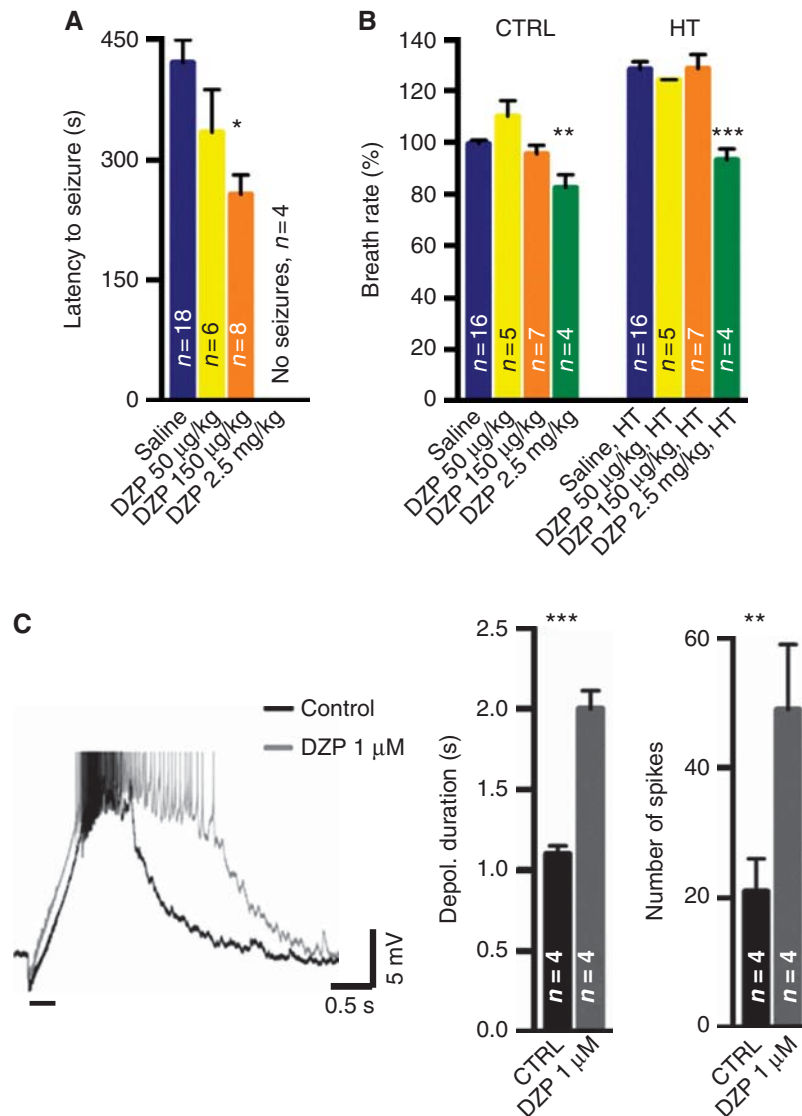 A
Latency to seizure (s)
450
300
150
0
*
n=18
n=6
n=8
No seizures, n=4
Saline
DZP 50 µg/kg
DZP 150 µg/kg
DZP 2.5 mg/kg
B
CTRL
HT
Breath rate (%)
140
120
100
80
60
40
20
0
**
***
n=16
n=5
n=7
n=4
n=16
n=5
n=7
n=4
Saline
DZP 50 µg/kg
DZP 150 µg/kg
DZP 2.5 mg/kg
Saline, HT
DZP 50 µg/kg, HT
DZP 150 µg/kg, HT
DZP 2.5 mg/kg, HT
C
Control
DZP 1 µM
5 mV
0.5 s
Depol. duration (s)
***
2.5
2.0
1.5
1.0
0.5
0.0
n=4
n=4
CTRL
DZP 1 µM
Number of spikes
**
60
40
20
0
n=4
n=4
CTRL
DZP 1 µM